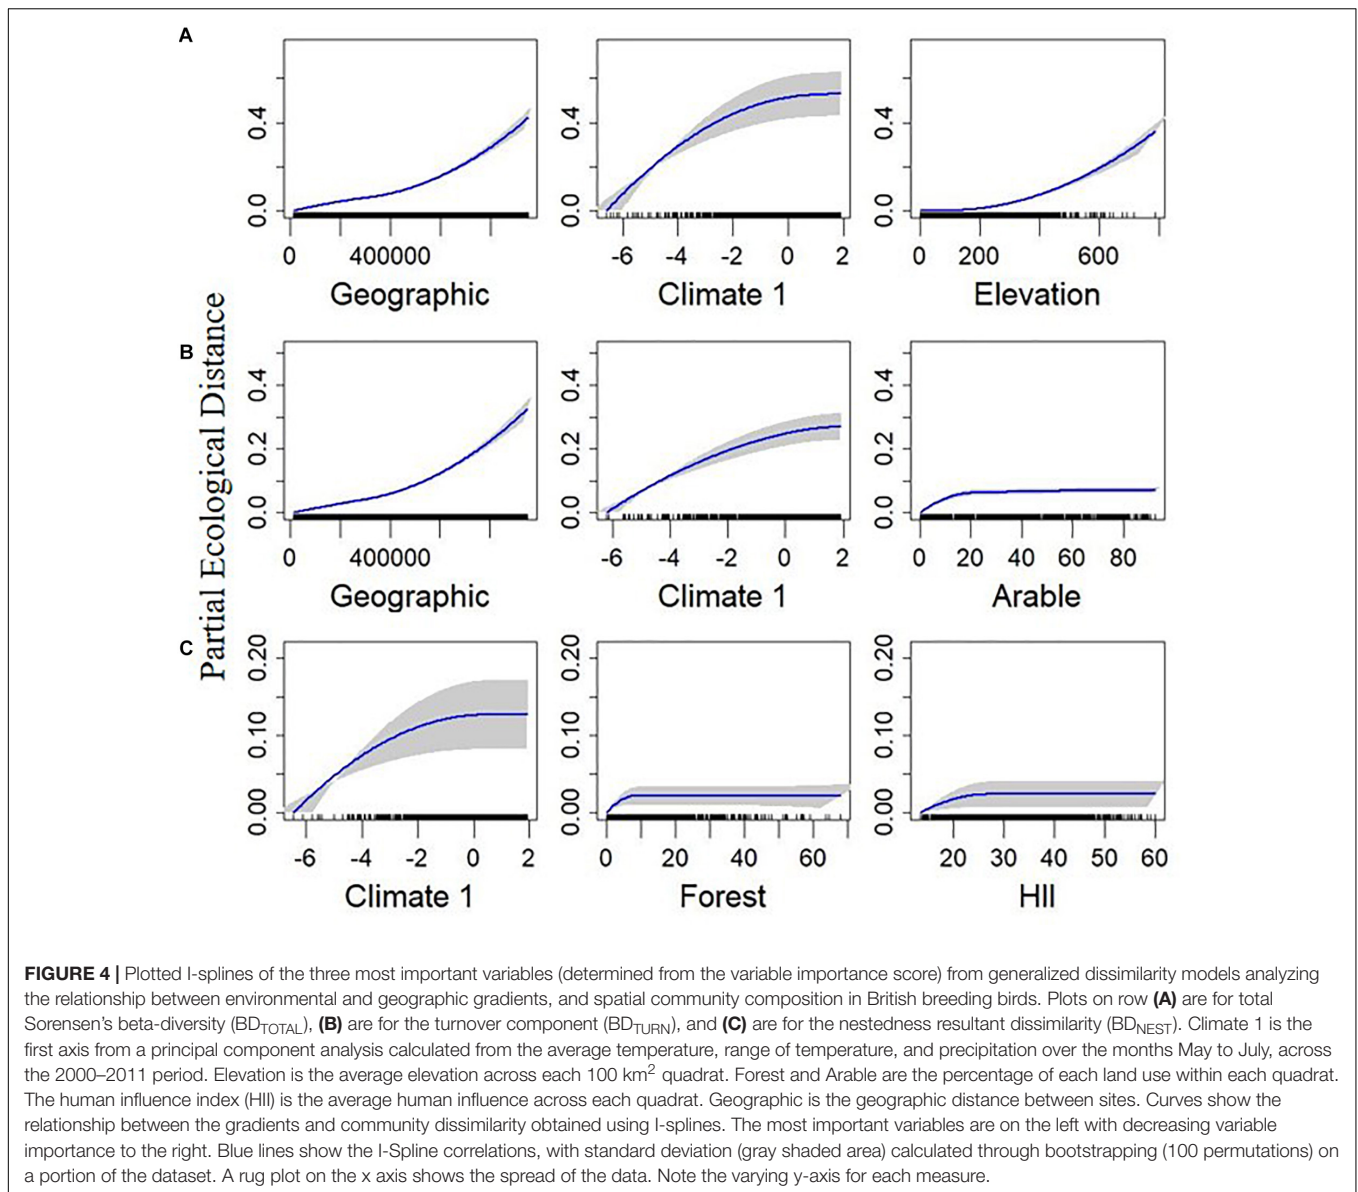 A
0.0 0.4
0 400000
Geographic
0.0 0.4
-6 -4 -2 0 2
Climate 1
0.0 0.4
0 200 600
Elevation
Partial Ecological Distance
B
0.0 0.2 0.4
0 400000
Geographic
0.0 0.2 0.4
-6 -4 -2 0 2
Climate 1
0.0 0.2 0.4
0 20 40 60 80
Arable
C
0.00 0.10 0.20
-6 -4 -2 0 2
Climate 1
0.00 0.10 0.20
0 20 40 60
Forest
0.00 0.10 0.20
20 30 40 50 60
HII
FIGURE 4 | Plotted I-splines of the three most important variables (determined from the variable importance score) from generalized dissimilarity models analyzing
the relationship between environmental and geographic gradients, and spatial community composition in British breeding birds. Plots on row (A) are for total
Sorensen's beta-diversity (BDTOTAL), (B) are for the turnover component (BDTURN), and (C) are for the nestedness resultant dissimilarity (BDNEST). Climate 1 is the
first axis from a principal component analysis calculated from the average temperature, range of temperature, and precipitation over the months May to July, across
the 2000–2011 period. Elevation is the average elevation across each 100 km2 quadrat. Forest and Arable are the percentage of each land use within each quadrat.
The human influence index (HII) is the average human influence across each quadrat. Geographic is the geographic distance between sites. Curves show the
relationship between the gradients and community dissimilarity obtained using I-splines. The most important variables are on the left with decreasing variable
importance to the right. Blue lines show the I-Spline correlations, with standard deviation (gray shaded area) calculated through bootstrapping (100 permutations) on
a portion of the dataset. A rug plot on the x axis shows the spread of the data. Note the varying y-axis for each measure.